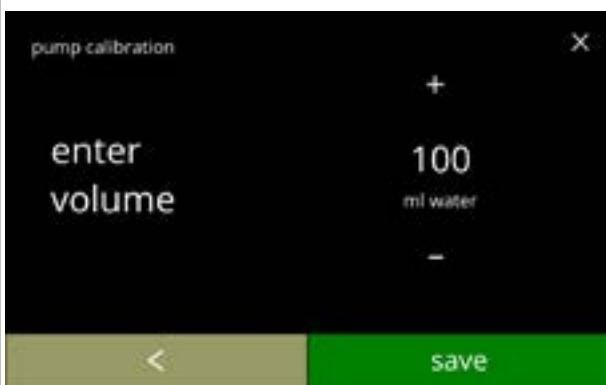 pump calibration
×
+
enter
volume
100
ml water
-
<
save